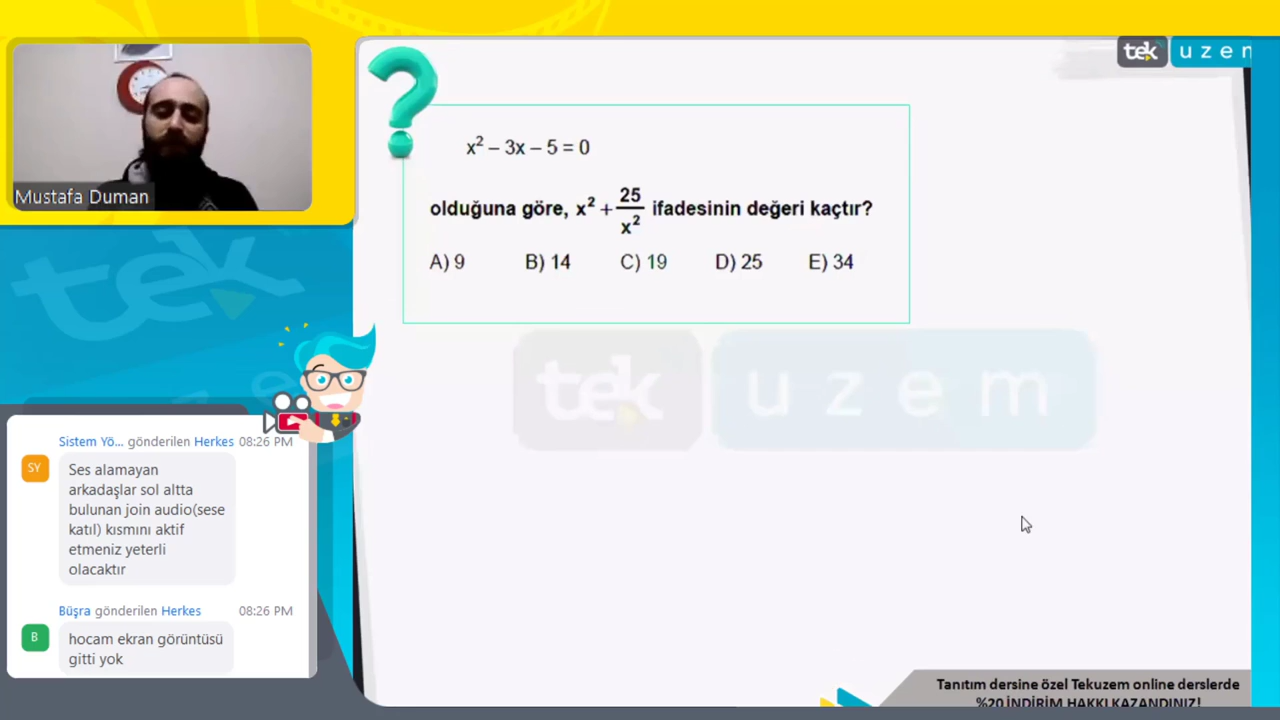 tek uzem
Mustafa Duman
x² – 3x – 5 = 0
olduğuna göre, x² + 25/x² ifadesinin değeri kaçtır?
A) 9 B) 14 C) 19 D) 25 E) 34
tek uzem
Sistem Yö... gönderilen Herkes 08:26 PM
SY
Ses alamayan
arkadaşlar sol altta
bulunan join audio(sese
katıl) kısmını aktif
etmeniz yeterli
olacaktır
Büşra gönderilen Herkes 08:26 PM
B
hocam ekran görüntüsü
gitti yok
Tanıtım dersine özel Tekuzem online derslerde
%20 İNDİRİM HAKKI KAZANDINIZ!